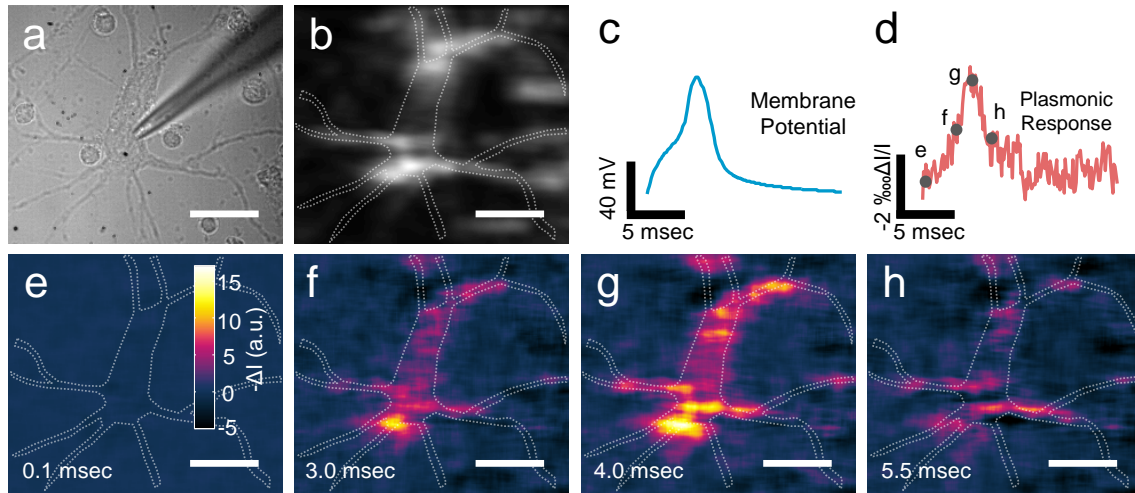 a
b
c
Membrane
Potential
40 mV
5 msec
d
Plasmonic
Response
e
f
g
h
-2 ‰ΔI/I
5 msec
e
15
10
5
0
-5
-ΔI (a.u.)
0.1 msec
f
3.0 msec
g
4.0 msec
h
5.5 msec